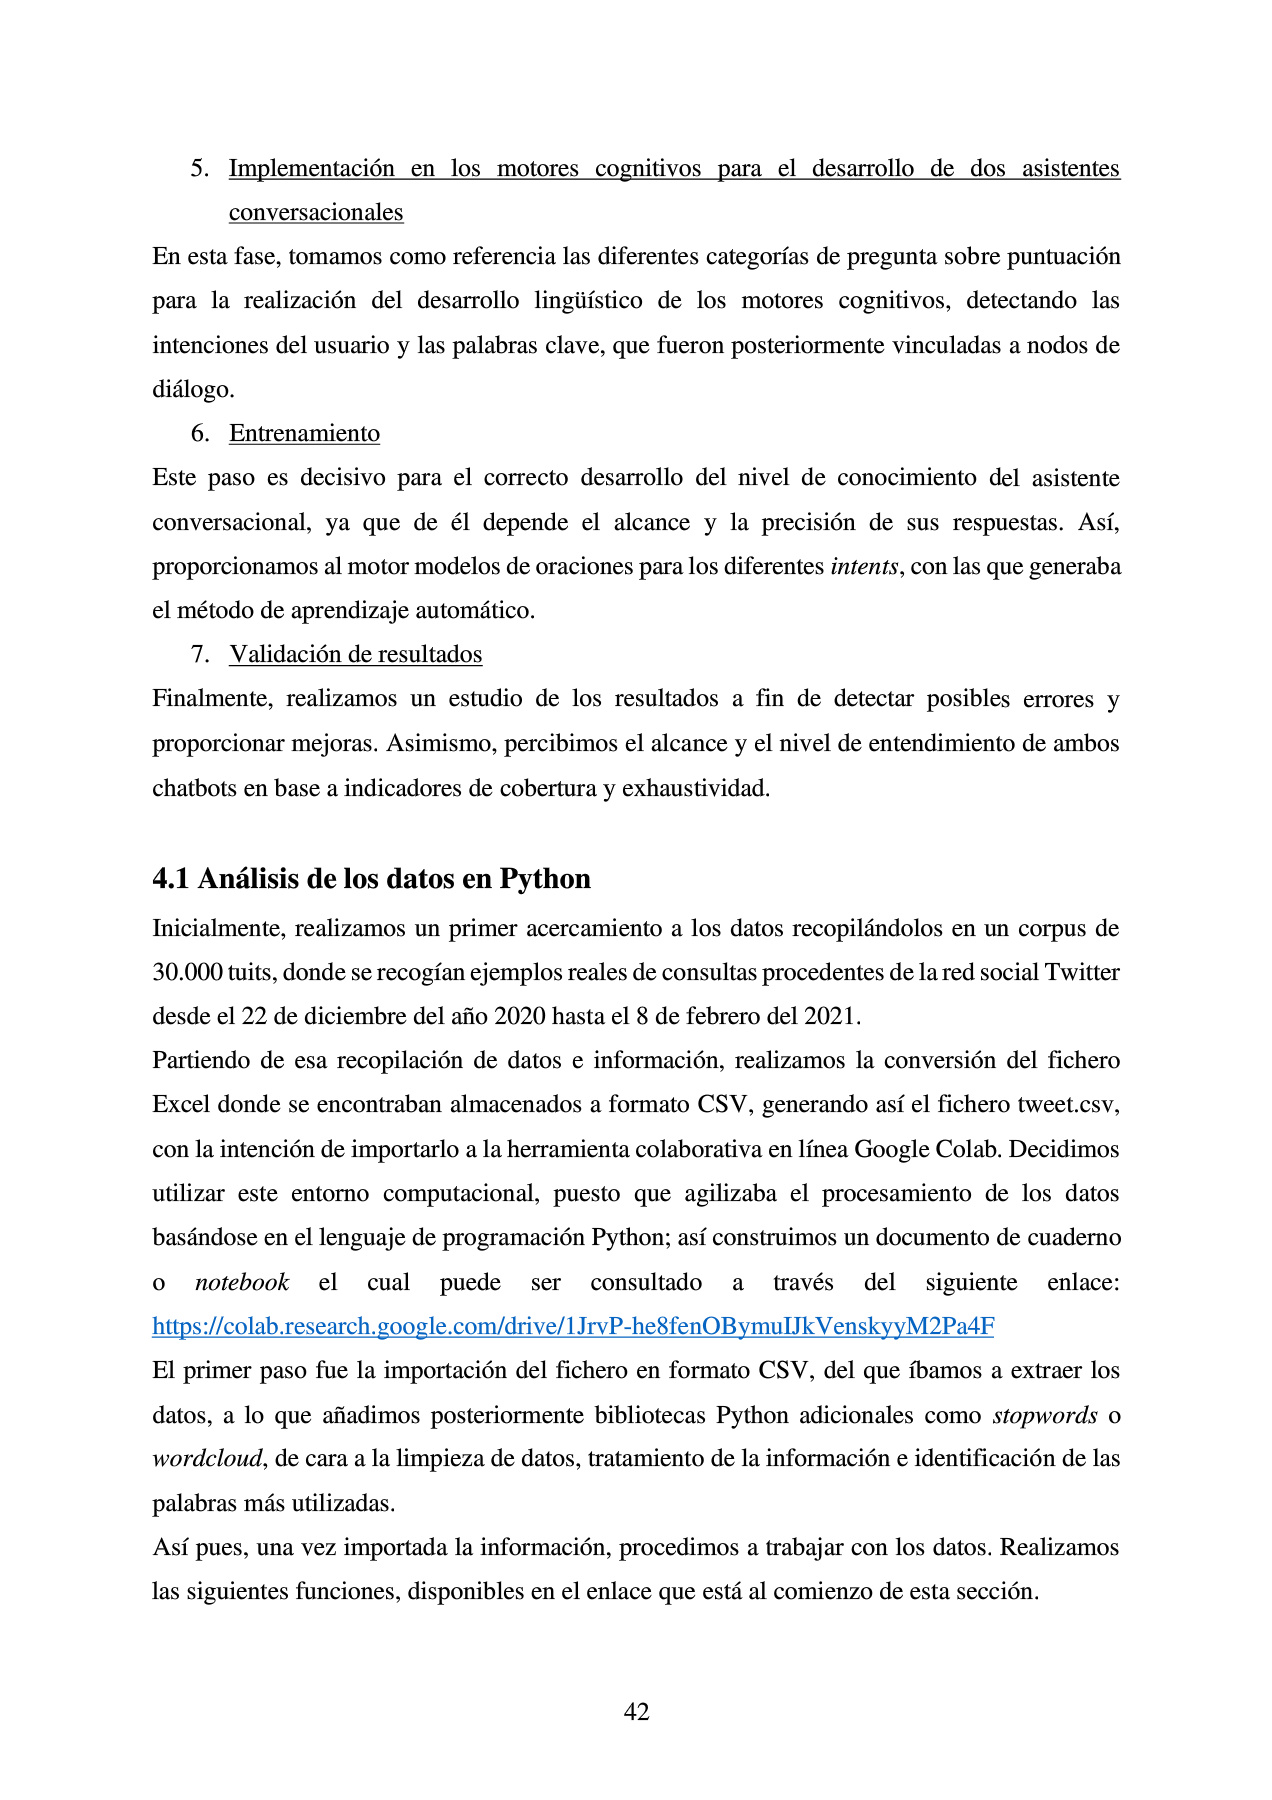 5. Implementación en los motores cognitivos para el desarrollo de dos asistentes
conversacionales
En esta fase, tomamos como referencia las diferentes categorías de pregunta sobre puntuación
para la realización del desarrollo lingüístico de los motores cognitivos, detectando las
intenciones del usuario y las palabras clave, que fueron posteriormente vinculadas a nodos de
diálogo.
6. Entrenamiento
Este paso es decisivo para el correcto desarrollo del nivel de conocimiento del asistente
conversacional, ya que de él depende el alcance y la precisión de sus respuestas. Así,
proporcionamos al motor modelos de oraciones para los diferentes intents, con las que generaba
el método de aprendizaje automático.
7. Validación de resultados
Finalmente, realizamos un estudio de los resultados a fin de detectar posibles errores y
proporcionar mejoras. Asimismo, percibimos el alcance y el nivel de entendimiento de ambos
chatbots en base a indicadores de cobertura y exhaustividad.
4.1 Análisis de los datos en Python
Inicialmente, realizamos un primer acercamiento a los datos recopilándolos en un corpus de
30.000 tuits, donde se recogían ejemplos reales de consultas procedentes de la red social Twitter
desde el 22 de diciembre del año 2020 hasta el 8 de febrero del 2021.
Partiendo de esa recopilación de datos e información, realizamos la conversión del fichero
Excel donde se encontraban almacenados a formato CSV, generando así el fichero tweet.csv,
con la intención de importarlo a la herramienta colaborativa en línea Google Colab. Decidimos
utilizar este entorno computacional, puesto que agilizaba el procesamiento de los datos
basándose en el lenguaje de programación Python; así construimos un documento de cuaderno
o notebook el cual puede ser consultado a través del siguiente enlace:
https://colab.research.google.com/drive/1JrvP-he8fenOBymuIJkVenskyyM2Pa4F
El primer paso fue la importación del fichero en formato CSV, del que íbamos a extraer los
datos, a lo que añadimos posteriormente bibliotecas Python adicionales como stopwords o
wordcloud, de cara a la limpieza de datos, tratamiento de la información e identificación de las
palabras más utilizadas.
Así pues, una vez importada la información, procedimos a trabajar con los datos. Realizamos
las siguientes funciones, disponibles en el enlace que está al comienzo de esta sección.
42